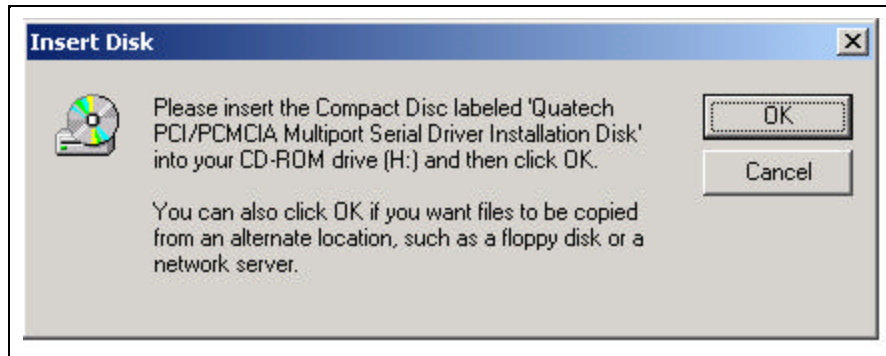 Insert Disk
Please insert the Compact Disc labeled 'Quatech
PCI/PCMCIA Multiport Serial Driver Installation Disk'
into your CD-ROM drive (H:) and then click OK.
You can also click OK if you want files to be copied
from an alternate location, such as a floppy disk or a
network server.
OK
Cancel